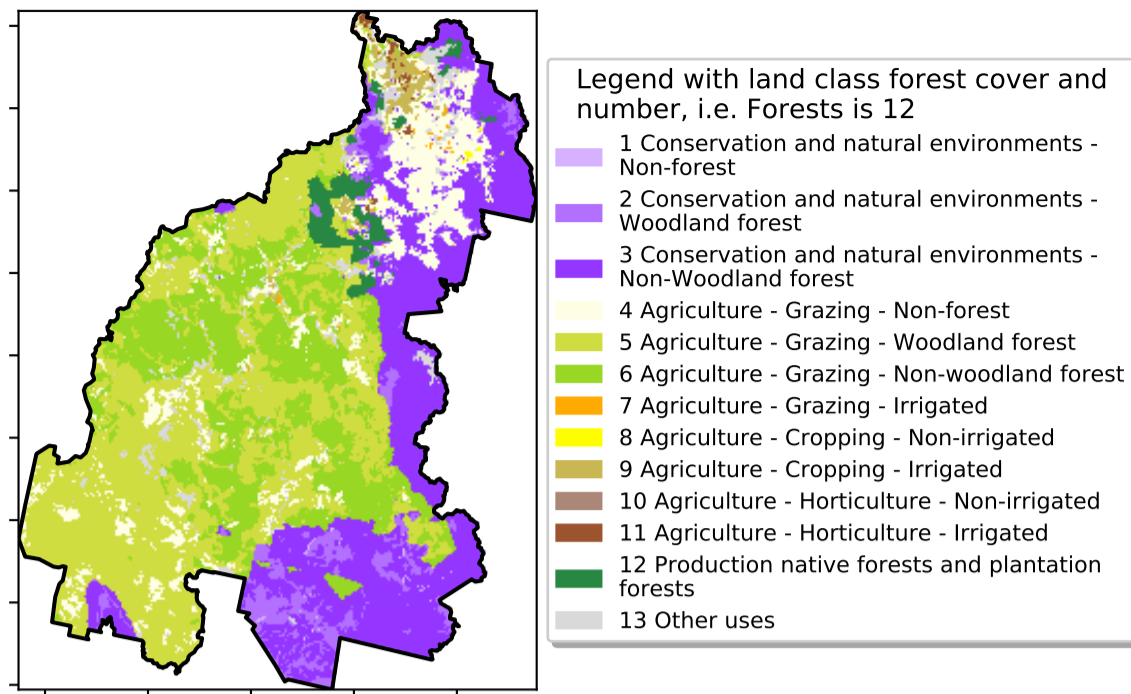 Legend with land class forest cover and
number, i.e. Forests is 12
1 Conservation and natural environments -
Non-forest
2 Conservation and natural environments -
Woodland forest
3 Conservation and natural environments -
Non-Woodland forest
4 Agriculture - Grazing - Non-forest
5 Agriculture - Grazing - Woodland forest
6 Agriculture - Grazing - Non-woodland forest
7 Agriculture - Grazing - Irrigated
8 Agriculture - Cropping - Non-irrigated
9 Agriculture - Cropping - Irrigated
10 Agriculture - Horticulture - Non-irrigated
11 Agriculture - Horticulture - Irrigated
12 Production native forests and plantation
forests
13 Other uses